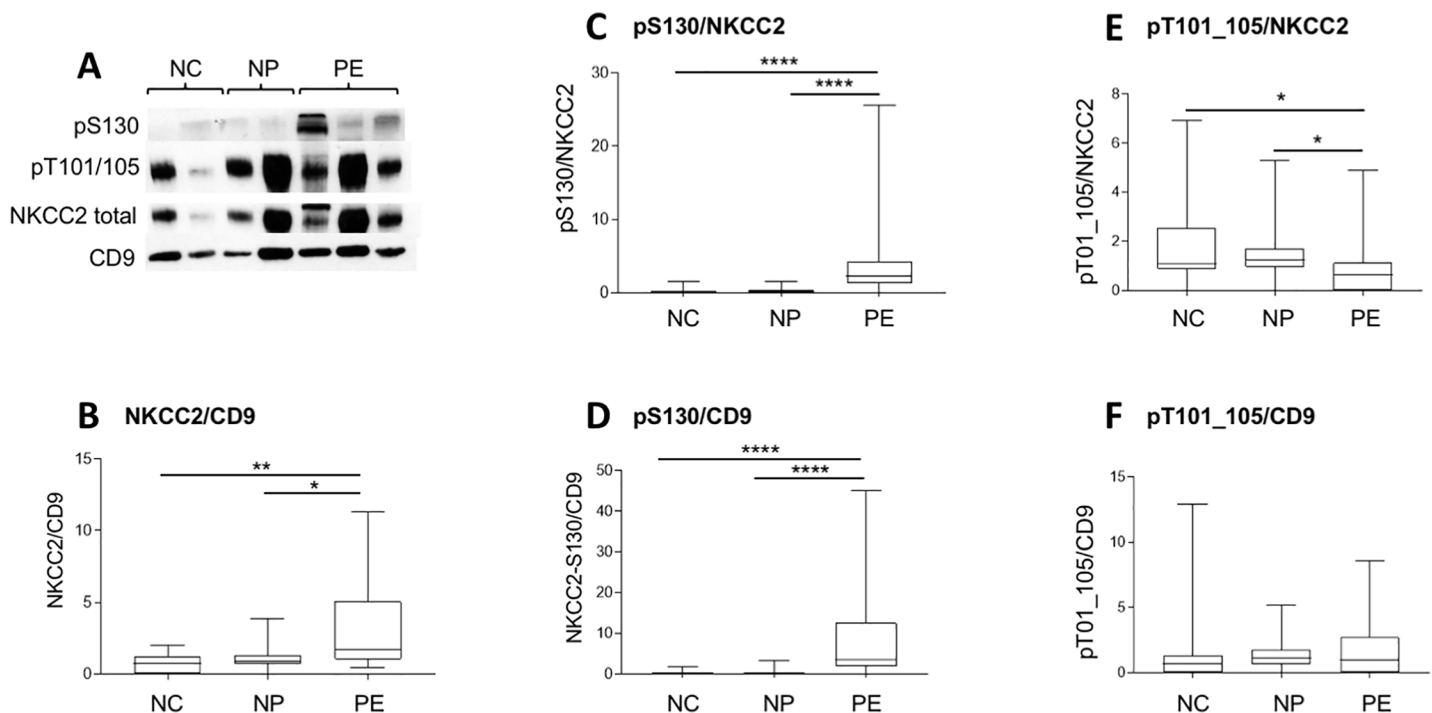 A
NC NP PE
pS130
pT101/105
NKCC2 total
CD9
B NKCC2/CD9
** 
*
15
10
5
0
NKCC2/CD9
NC NP PE
C pS130/NKCC2
****
****
30
20
10
0
pS130/NKCC2
NC NP PE
D pS130/CD9
****
****
50
40
30
20
10
0
NKCC2-S130/CD9
NC NP PE
E pT101_105/NKCC2
*
*
8
6
4
2
0
pT01_105/NKCC2
NC NP PE
F pT101_105/CD9
15
10
5
0
pT01_105/CD9
NC NP PE